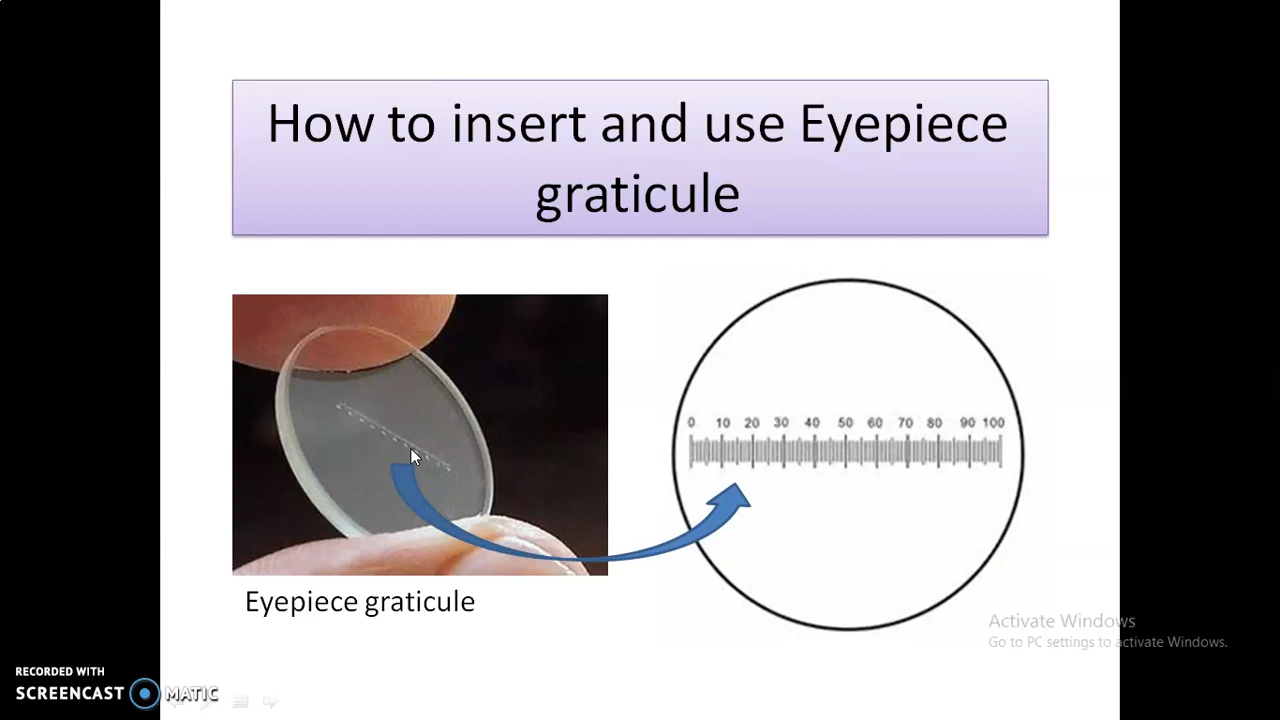 How to insert and use Eyepiece
graticule
0 10 20 30 40 50 60 70 80 90 100
Eyepiece graticule
Activate Windows
Go to PC settings to activate Windows.
RECORDED WITH
SCREENCAST MATIC